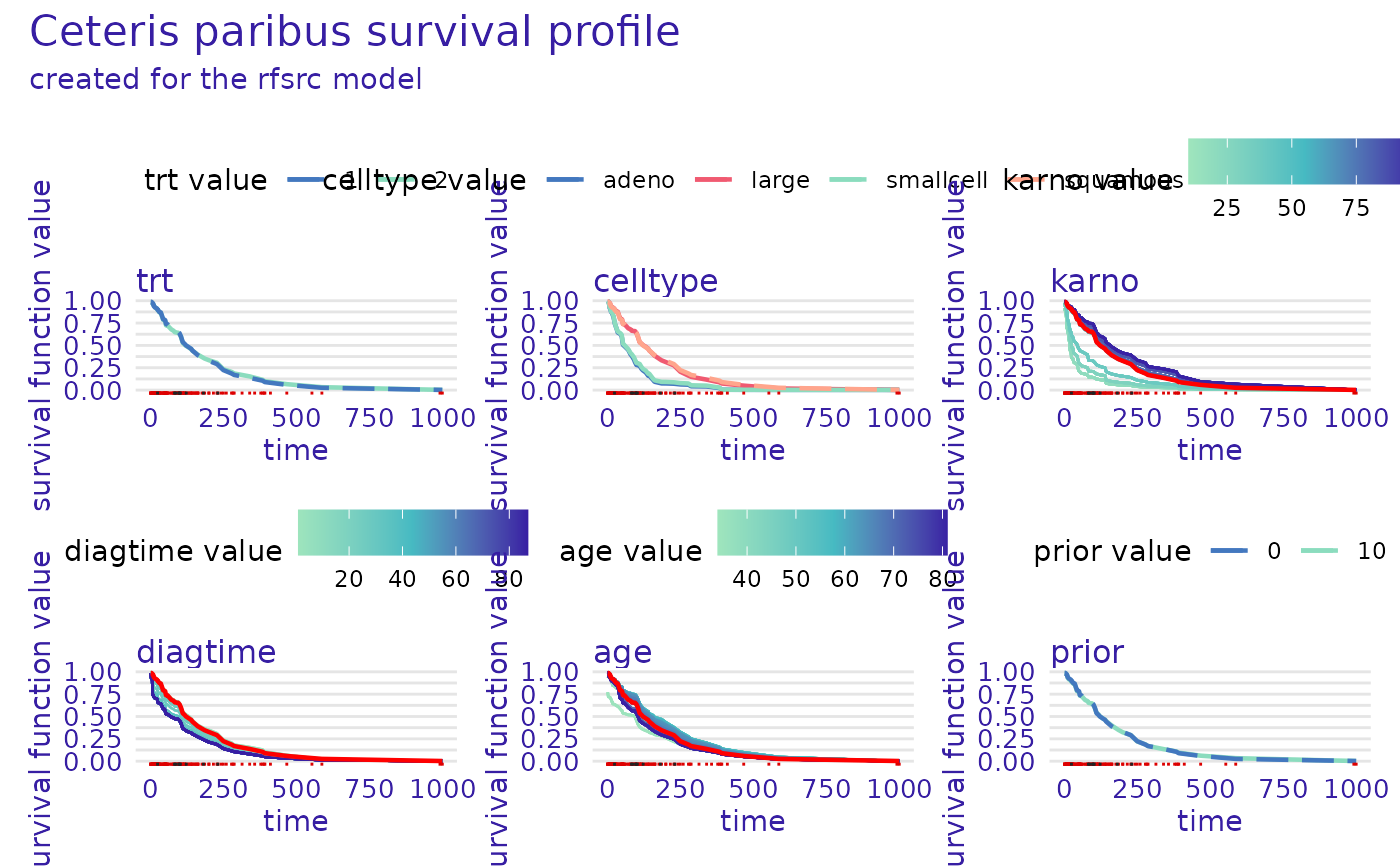 Ceteris paribus survival profile
created for the rfsrc model
trt value 1 2
celltype value adeno large smallcell squamous
karno value
25 50 75
trt
celltype
karno
survival function value
1.00
0.75
0.50
0.25
0.00
0 250 500 750 1000
time
survival function value
0 250 500 750 1000
time
survival function value
1.00
0.75
0.50
0.25
0.00
1.00
0.75
0.50
0.25
0.00
0 250 500 750 1000
time
diagtime value
20 40 60 80
age value
40 50 60 70 80
prior value 0 10
diagtime
age
prior
urvival function value
1.00
0.75
0.50
0.25
0.00
0 250 500 750 1000
time
urvival function value
1.00
0.75
0.50
0.25
0.00
0 250 500 750 1000
time
urvival function value
1.00
0.75
0.50
0.25
0.00
0 250 500 750 1000
time